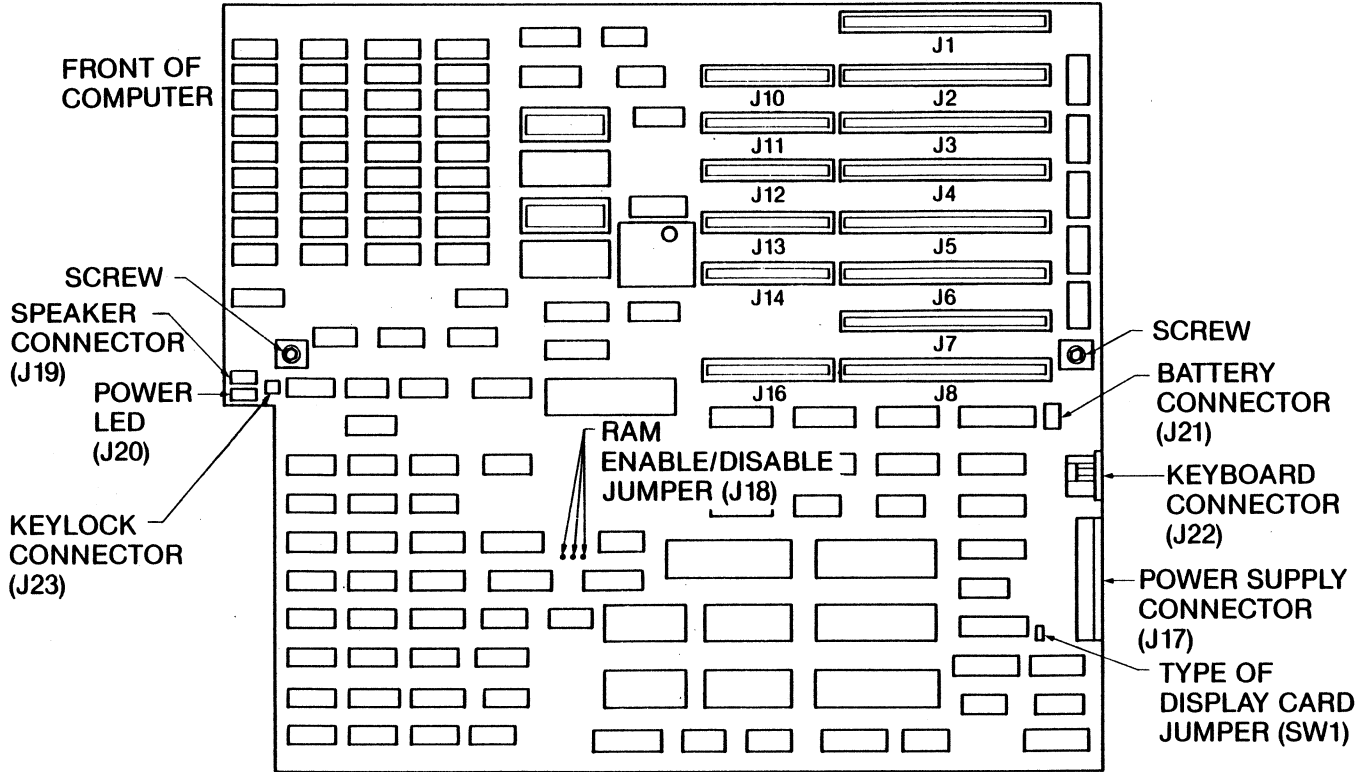 FRONT OF
COMPUTER
J1
J10
J2
J11
J3
J12
J4
J13
J5
J14
J6
J7
J16
J8
SCREW
SPEAKER
CONNECTOR
(J19)
POWER
LED
(J20)
KEYLOCK
CONNECTOR
(J23)
RAM
ENABLE/DISABLE
JUMPER (J18)
SCREW
BATTERY
CONNECTOR
(J21)
KEYBOARD
CONNECTOR
(J22)
POWER SUPPLY
CONNECTOR
(J17)
TYPE OF
DISPLAY CARD
JUMPER (SW1)